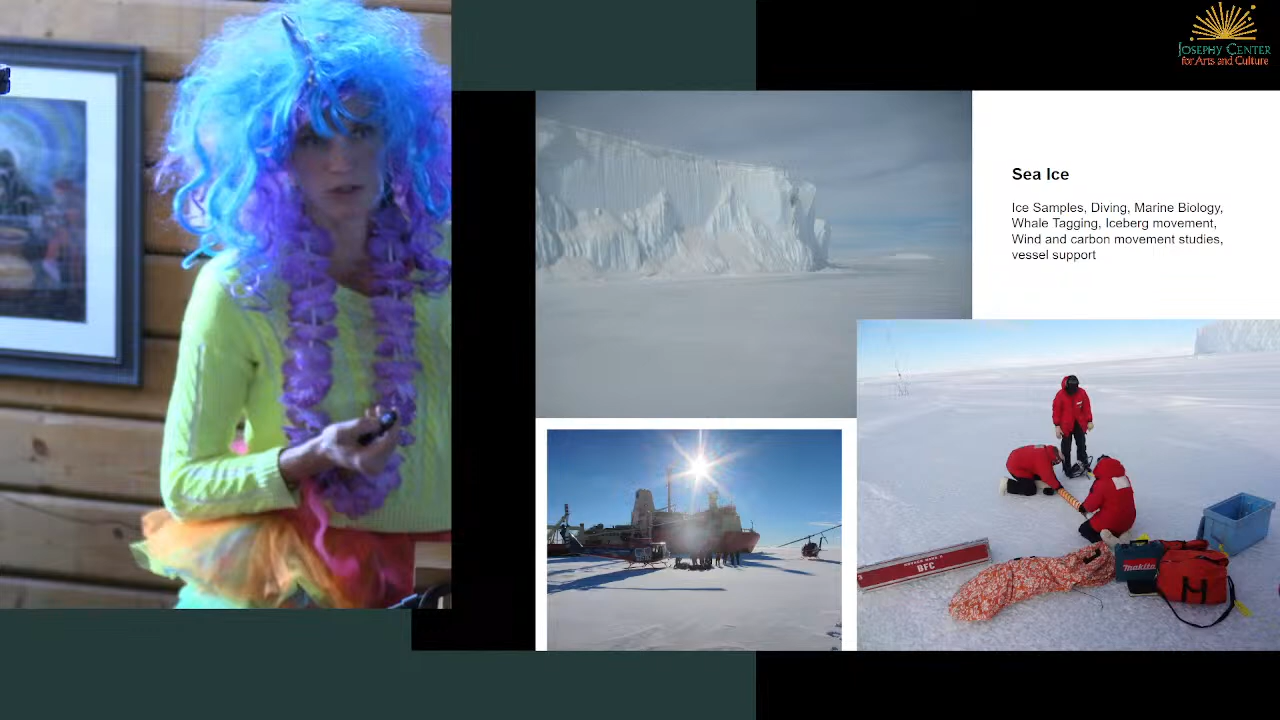 JOSEPHY CENTER
for Arts and Culture
Sea Ice
Ice Samples, Diving, Marine Biology,
Whale Tagging, Iceberg movement,
Wind and carbon movement studies,
vessel support
BFC
makita